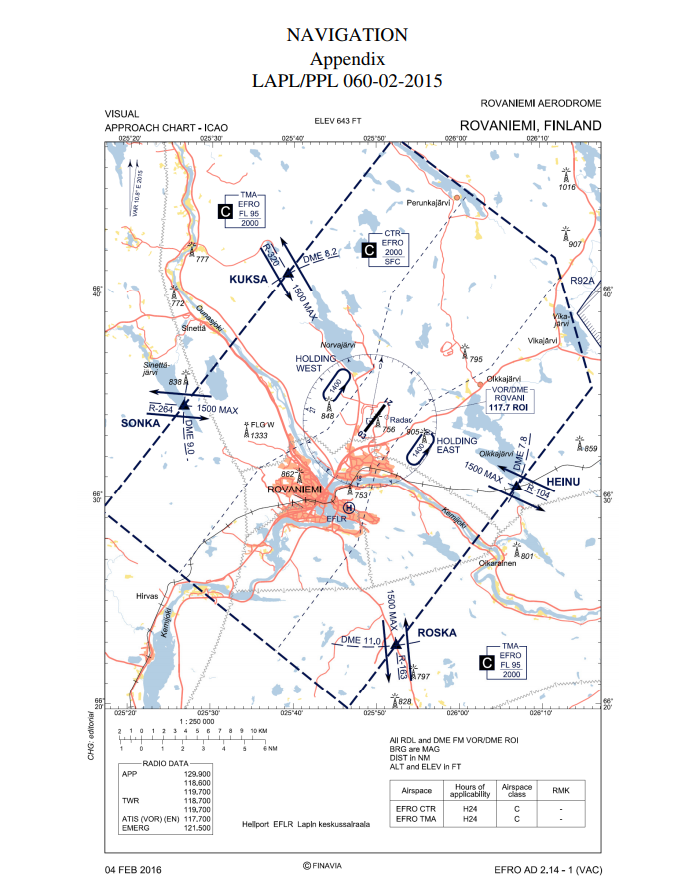 NAVIGATION
Appendix
LAPL/PPL 060-02-2015
ROVANIEMI AERODROME
VISUAL
APPROACH CHART - ICAO
ELEV 643 FT
ROVANIEMI, FINLAND
025°20' 025°30' 025°40' 025°50' 026°00' 026°10'
VAR 10.8° E 2015
TMA
EFRO
FL 95
2000
C
CTR
EFRO
2000
SFC
C
Perunkajärvi
1016
907
R92A
777
772
KUKSA
R-320
DME 8.2
1500 MAX
66°
40'
66°
40'
Ounasjoki
Sinettä
Sinettä-
järvi
838
Norvajärvi
Vika-
järvi
Vikajärvi
795
HOLDING
WEST
1400
848
Olkkajärvi
VOR/DME
ROVANI
117.7 ROI
SONKA
R-264
1500 MAX
DME 9.0
FLG W
1333
21
03
Radar
756
905
HOLDING
EAST
1400
Olkkajärvi
DME 7.8
859
1500 MAX
HEINU
R-104
862
ROVANIEMI
753
H
EFLR
66°
30'
66°
30'
Kemijoki
801
Oikarainen
Hirvas
Kemijoki
1500 MAX
ROSKA
DME 11.0
R-163
797
828
TMA
EFRO
FL 95
2000
C
66°
20'
66°
20'
025°20' 025°30' 025°40' 025°50' 026°00' 026°10'
CHG: editorial
1 : 250 000
2 1 0 1 2 3 4 5 6 7 8 9 10 KM
1 0 1 2 3 4 5 6 NM
RADIO DATA
APP 129.900
118.600
119.700
TWR 118.700
119.700
ATIS (VOR) (EN) 117.700
EMERG 121.500
Heliport EFLR Lapin keskussairaala
All RDL and DME FM VOR/DME ROI
BRG are MAG
DIST in NM
ALT and ELEV in FT
Airspace Hours of applicability Airspace class RMK
EFRO CTR H24 C -
EFRO TMA H24 C -
04 FEB 2016
© FINAVIA
EFRO AD 2.14 - 1 (VAC)